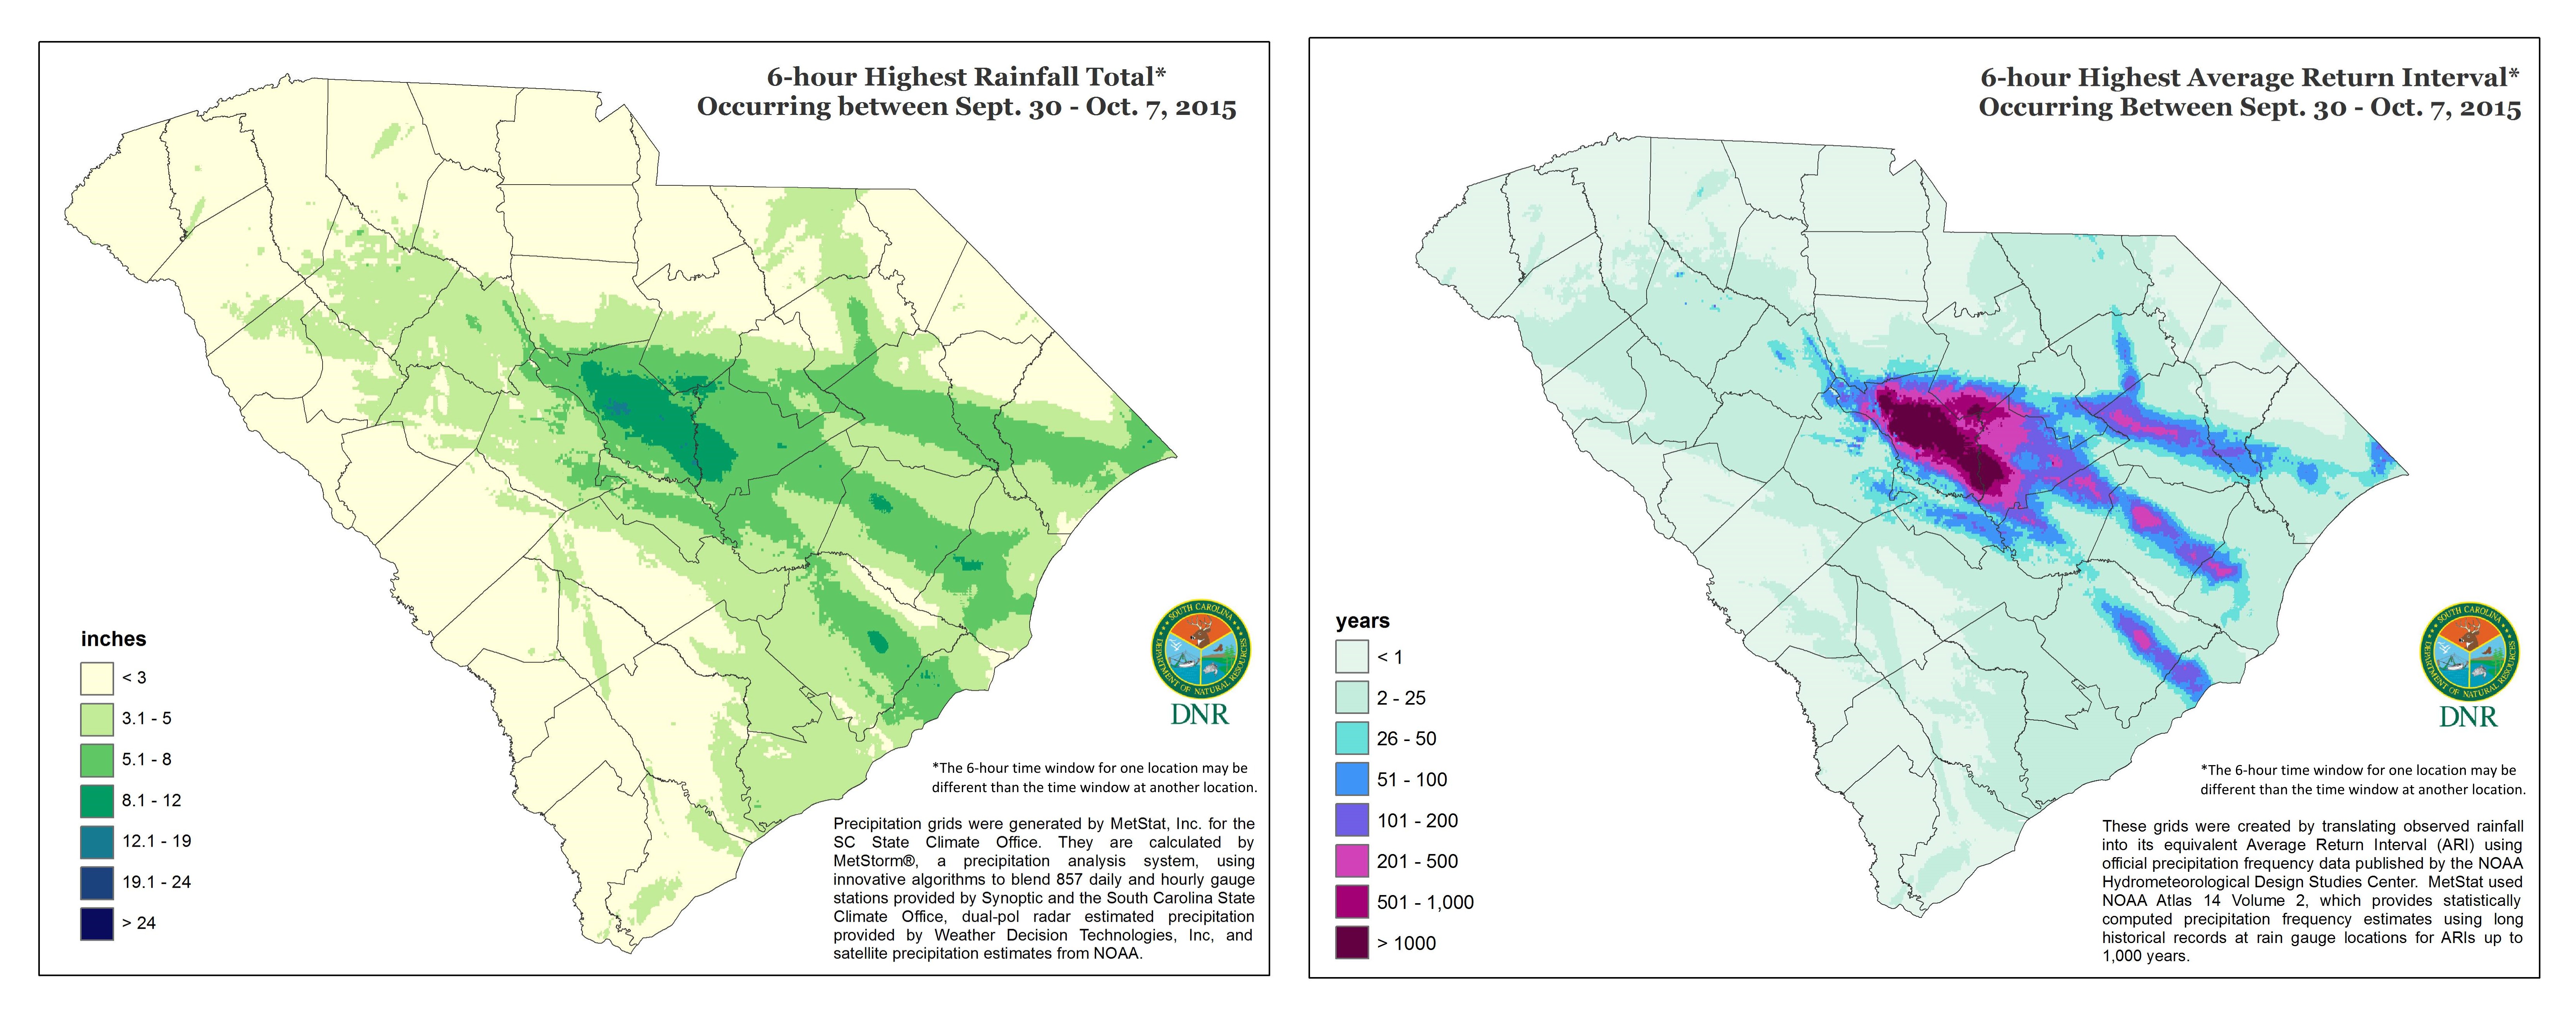 6-hour Highest Rainfall Total*
Occurring between Sept. 30 - Oct. 7, 2015
inches
< 3
3.1 - 5
5.1 - 8
8.1 - 12
12.1 - 19
19.1 - 24
> 24
SOUTH CAROLINA
DEPARTMENT OF NATURAL RESOURCES
DNR
*The 6-hour time window for one location may be
different than the time window at another location.
Precipitation grids were generated by MetStat, Inc. for the
SC State Climate Office. They are calculated by
MetStorm®, a precipitation analysis system, using
innovative algorithms to blend 857 daily and hourly gauge
stations provided by Synoptic and the South Carolina State
Climate Office, dual-pol radar estimated precipitation
provided by Weather Decision Technologies, Inc, and
satellite precipitation estimates from NOAA.
6-hour Highest Average Return Interval*
Occurring Between Sept. 30 - Oct. 7, 2015
years
< 1
2 - 25
26 - 50
51 - 100
101 - 200
201 - 500
501 - 1,000
> 1000
SOUTH CAROLINA
DEPARTMENT OF NATURAL RESOURCES
DNR
*The 6-hour time window for one location may be
different than the time window at another location.
These grids were created by translating observed rainfall
into its equivalent Average Return Interval (ARI) using
official precipitation frequency data published by the NOAA
Hydrometeorological Design Studies Center. MetStat used
NOAA Atlas 14 Volume 2, which provides statistically
computed precipitation frequency estimates using long
historical records at rain gauge locations for ARIs up to
1,000 years.